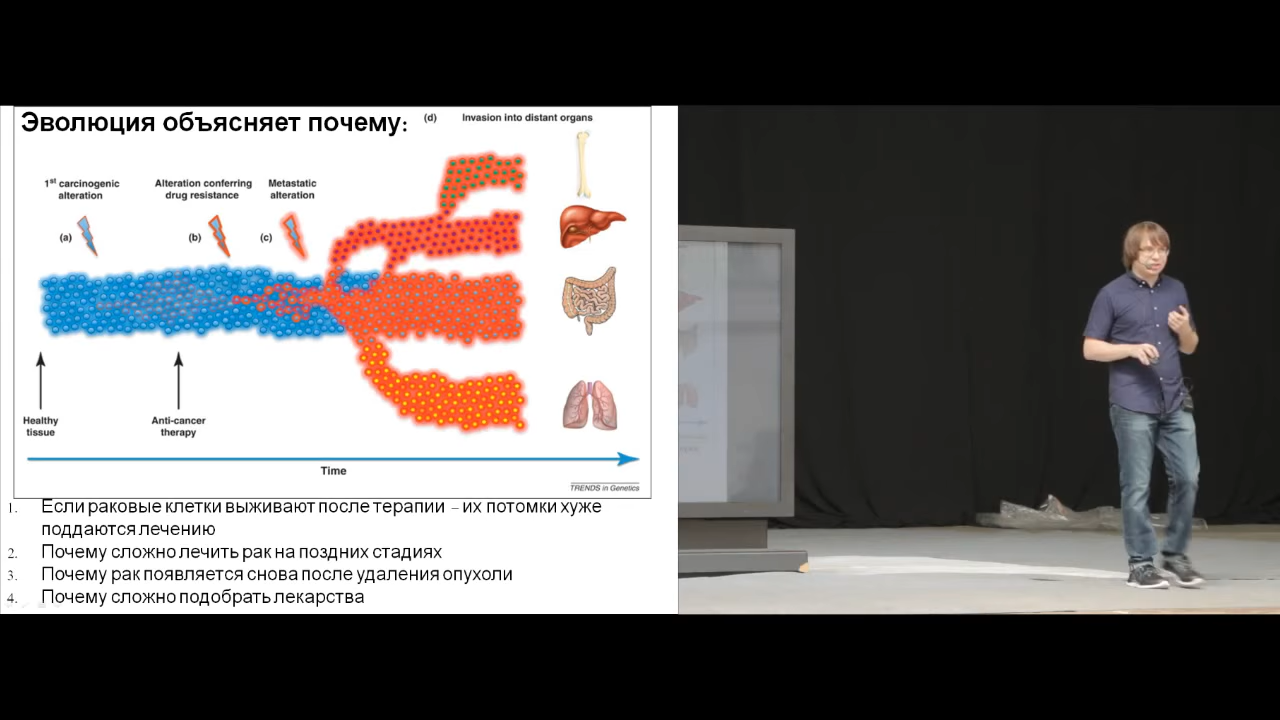 Эволюция объясняет почему:
(d) Invasion into distant organs
1st carcinogenic
alteration
Alteration conferring
drug resistance
Metastatic
alteration
(a)
(b)
(c)
Healthy
tissue
Anti-cancer
therapy
Time
TRENDS in Genetics
1. Если раковые клетки выживают после терапии – их потомки хуже
поддаются лечению
2. Почему сложно лечить рак на поздних стадиях
3. Почему рак появляется снова после удаления опухоли
4. Почему сложно подобрать лекарства